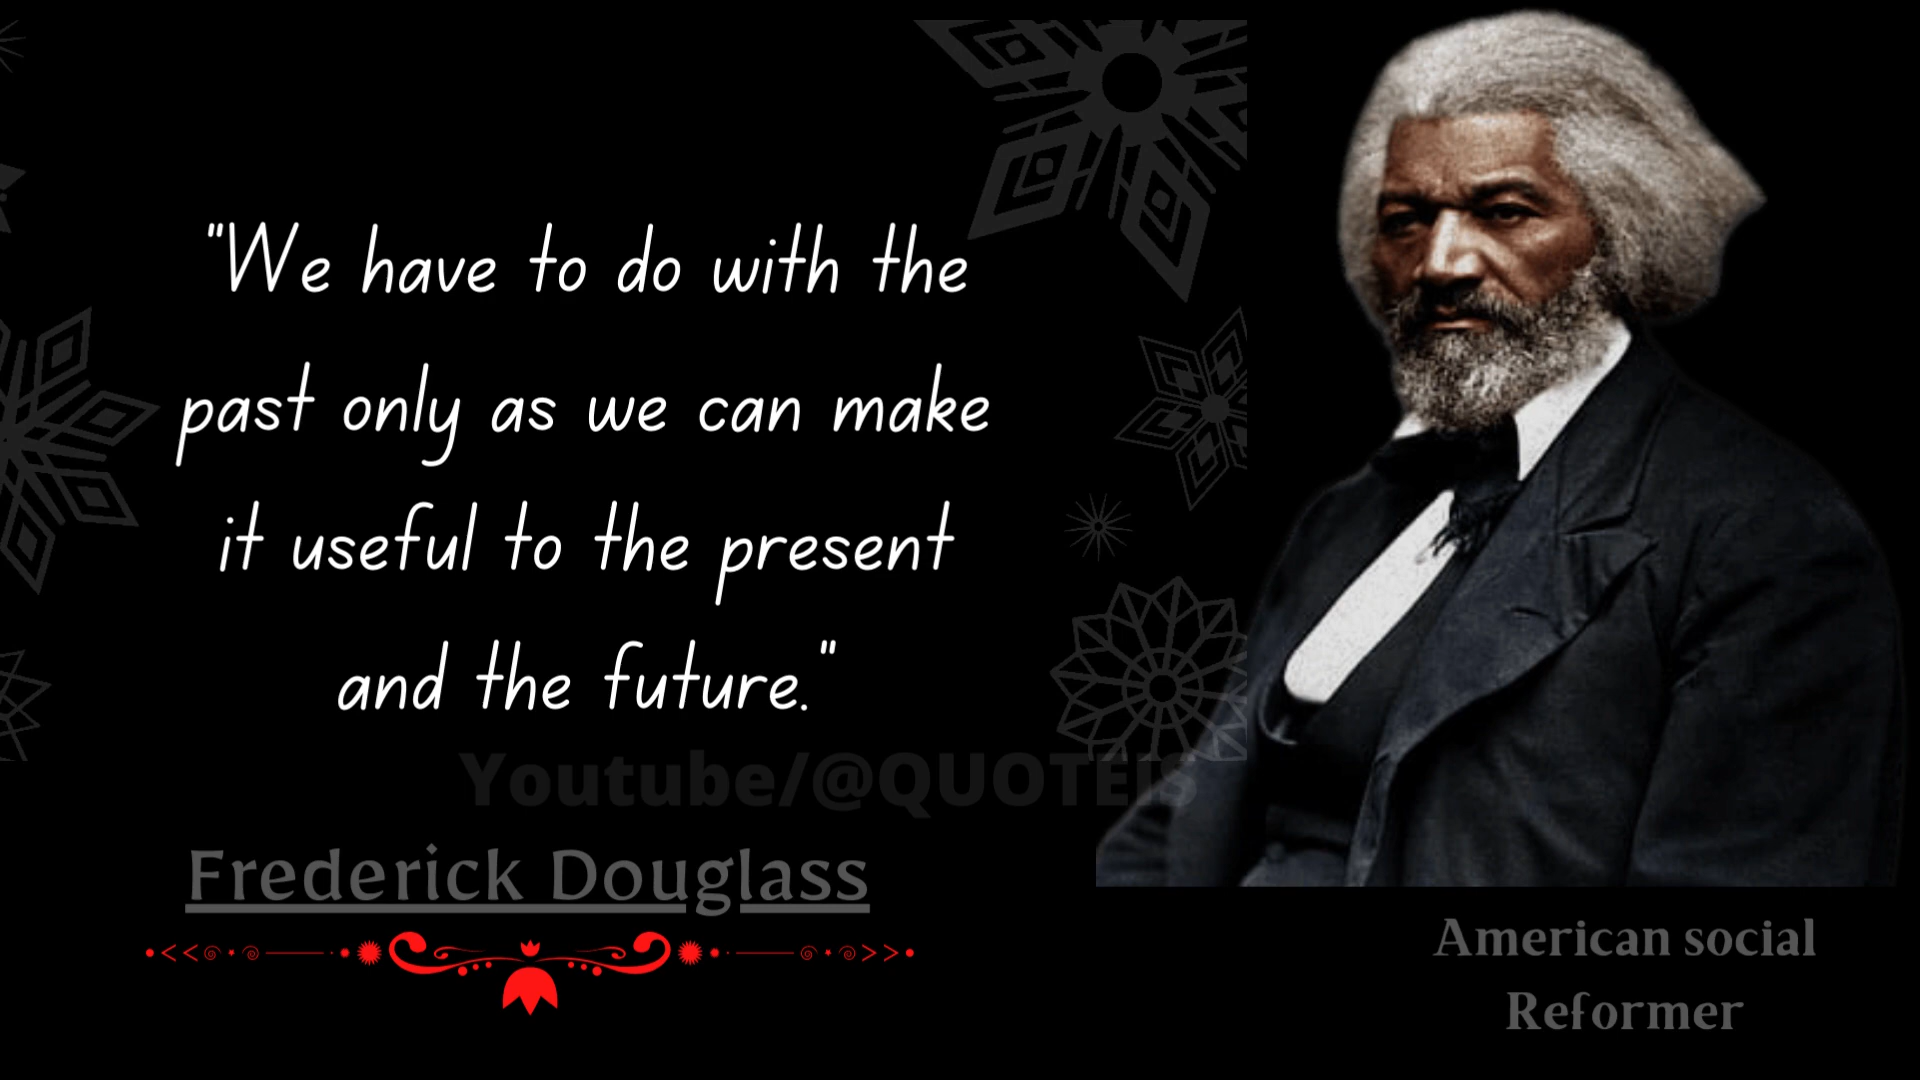 "We have to do with the
past only as we can make
it useful to the present
and the future."
Youtube/@QUOTEIS
Frederick Douglass
American social
Reformer